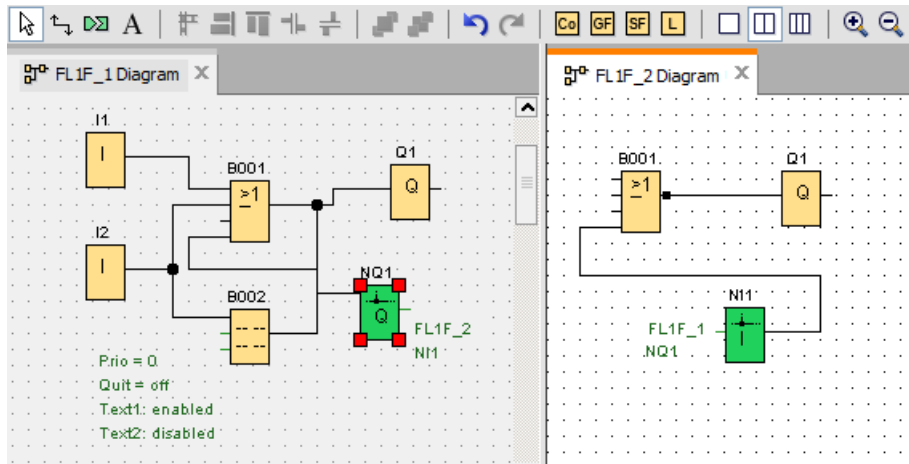 A Co GF SF L
FL1F_1 Diagram
FL1F_2 Diagram
I1
I
B001
≥1
Q1
Q
I2
I
B002
NQ1
Q
FL1F_2
NI1
Prio = 0
Quit = off
Text1: enabled
Text2: disabled
B001
≥1
Q1
Q
NI1
I
FL1F_1
NQ1